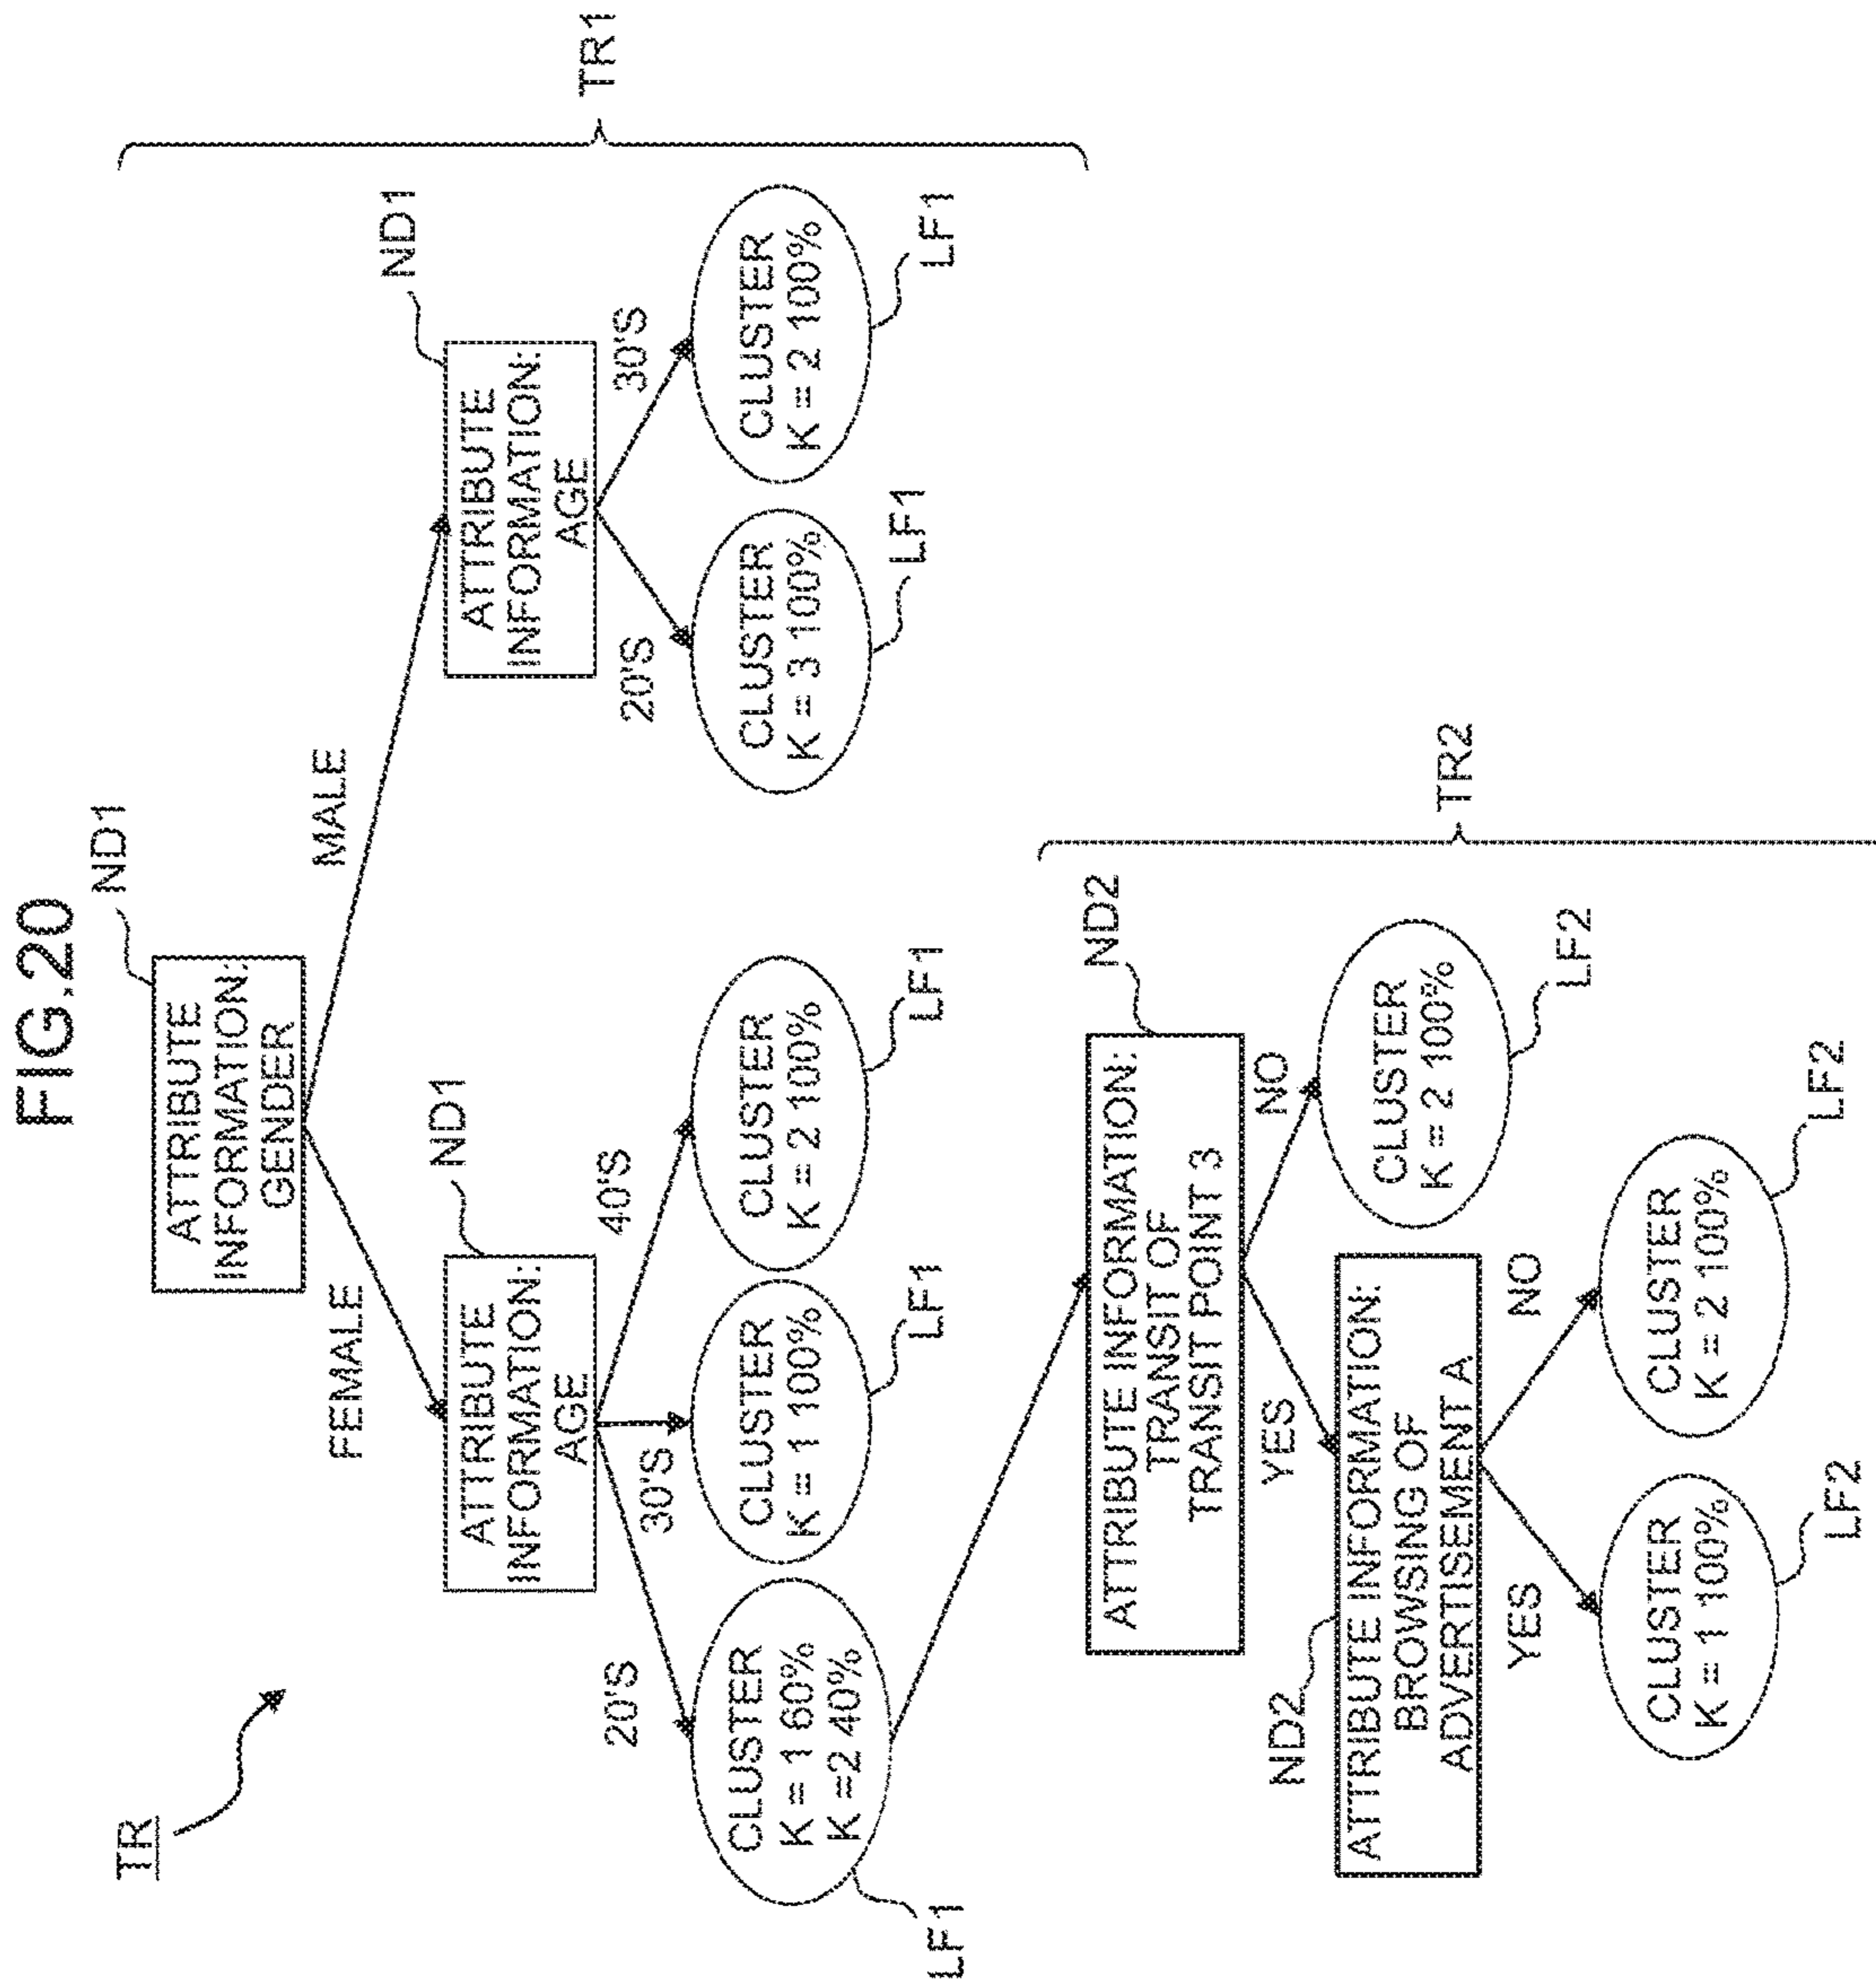 FIG.20
TR
ND1
ATTRIBUTE
INFORMATION:
GENDER
FEMALE
MALE
TR1
ND1
ATTRIBUTE
INFORMATION:
AGE
ND1
ATTRIBUTE
INFORMATION:
AGE
20'S
30'S
40'S
20'S
30'S
CLUSTER
K = 1 60%
K =2 40%
LF1
CLUSTER
K = 1 100%
LF1
CLUSTER
K = 2 100%
LF1
CLUSTER
K = 3 100%
LF1
CLUSTER
K = 2 100%
LF1
TR2
ND2
ATTRIBUTE INFORMATION:
TRANSIT OF
TRANSIT POINT 3
YES
NO
ND2
ATTRIBUTE INFORMATION:
BROWSING OF
ADVERTISEMENT A
CLUSTER
K = 2 100%
LF2
YES
NO
CLUSTER
K = 1 100%
LF2
CLUSTER
K = 2 100%
LF2